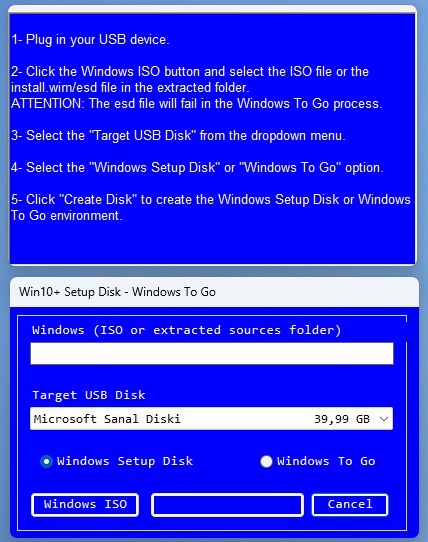 1- Plug in your USB device.
2- Click the Windows ISO button and select the ISO file or the
install.wim/esd file in the extracted folder.
ATTENTION: The esd file will fail in the Windows To Go process.
3- Select the "Target USB Disk" from the dropdown menu.
4- Select the "Windows Setup Disk" or "Windows To Go" option.
5- Click "Create Disk" to create the Windows Setup Disk or Windows
To Go environment.
Win10+ Setup Disk - Windows To Go
Windows (ISO or extracted sources folder)
Target USB Disk
Microsoft Sanal Diski 39,99 GB
Windows Setup Disk Windows To Go
Windows ISO Cancel